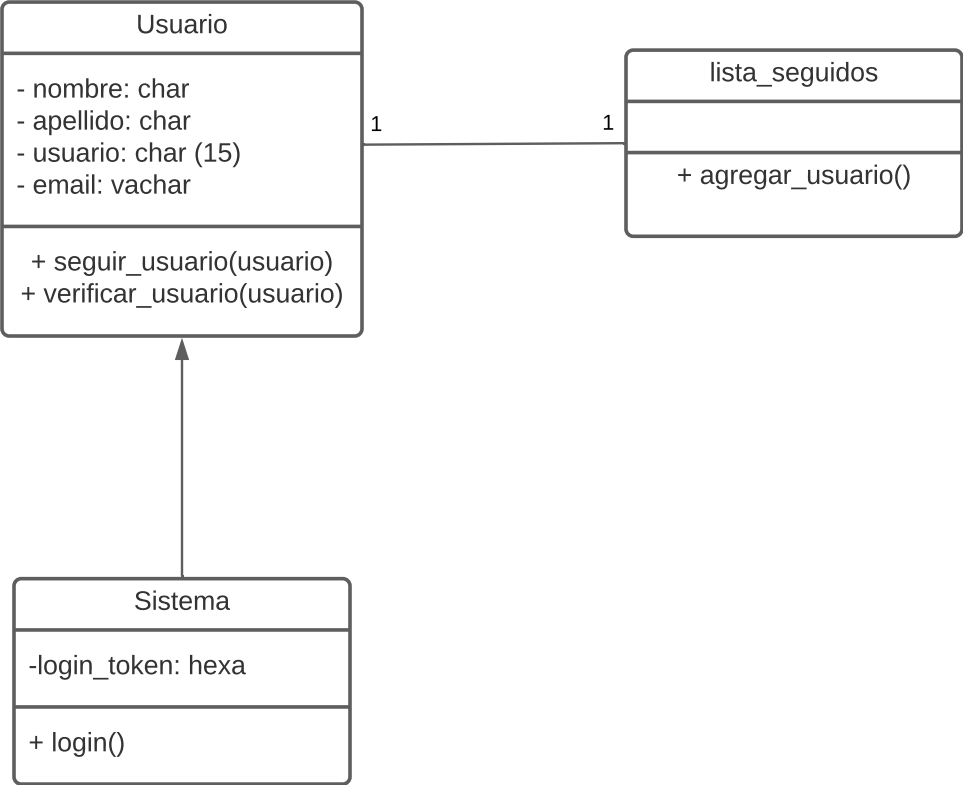 Usuario
- nombre: char
- apellido: char
- usuario: char (15)
- email: vachar
+ seguir_usuario(usuario)
+ verificar_usuario(usuario)
1
1
lista_seguidos
+ agregar_usuario()
Sistema
-login_token: hexa
+ login()